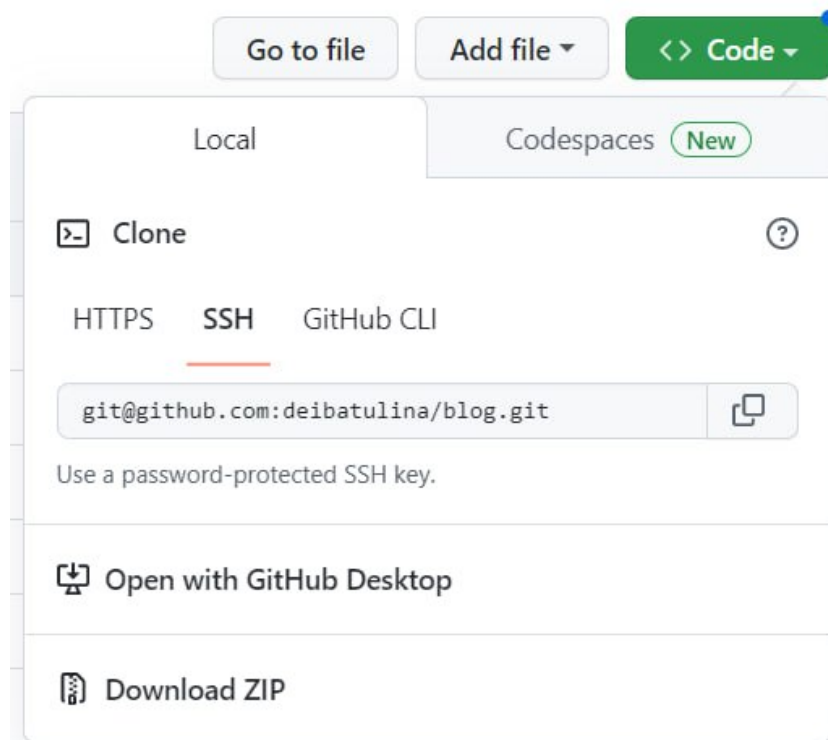 Go to file Add file <> Code
Local Codespaces New
Clone
HTTPS SSH GitHub CLI
git@github.com:deibatulina/blog.git
Use a password-protected SSH key.
Open with GitHub Desktop
Download ZIP